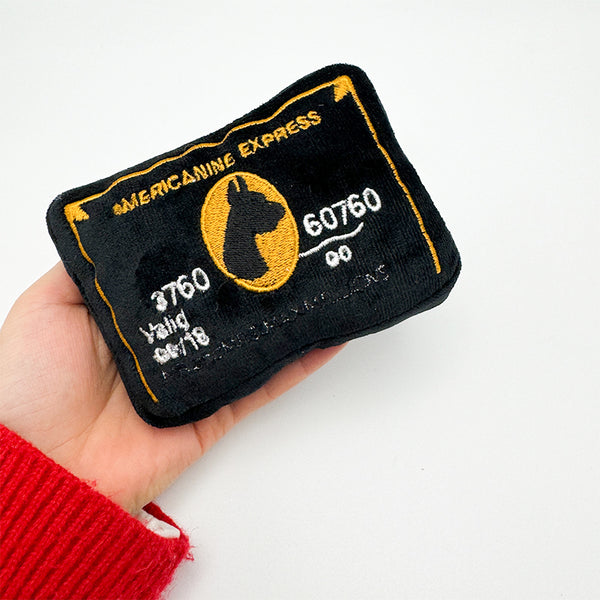 AMERICANINE EXPRESS
3760 60760
Valid 00
00/18